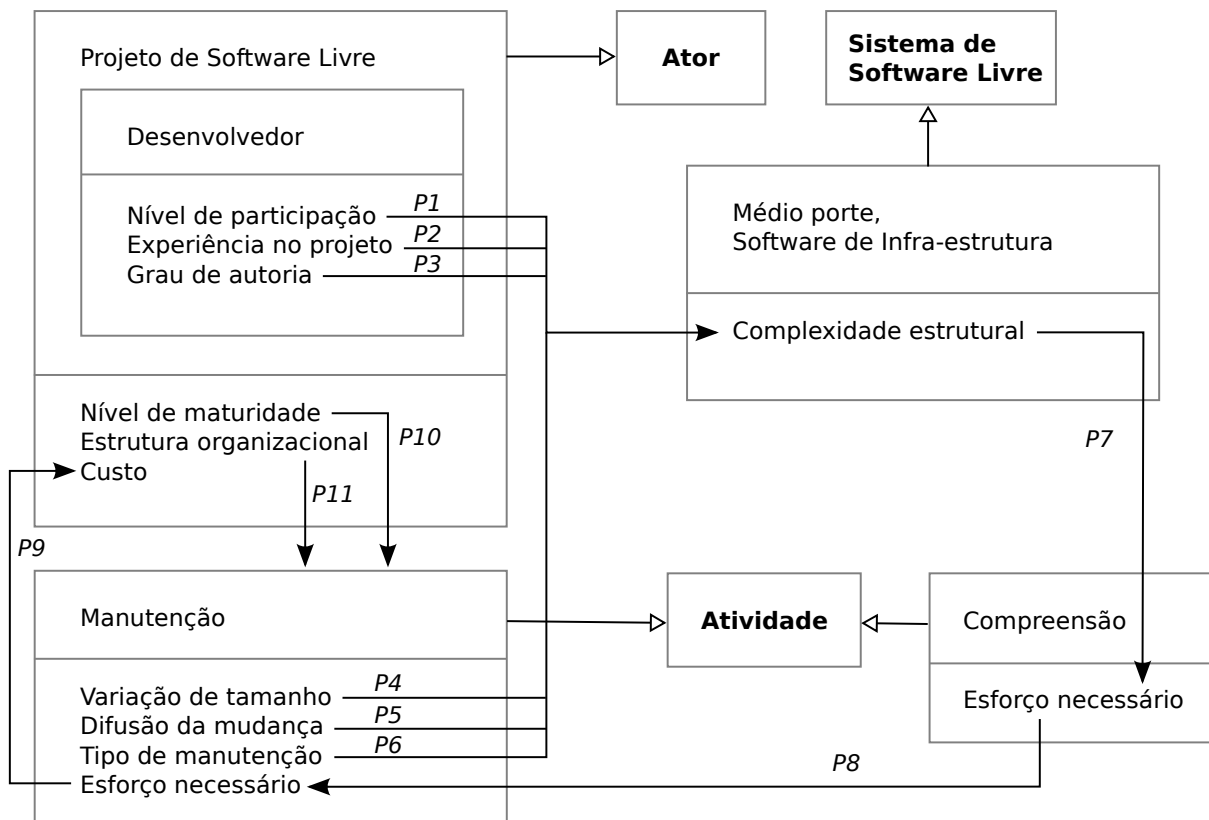 Projeto de Software Livre
Ator
Sistema de
Software Livre
Desenvolvedor
Nível de participação
P1
Experiência no projeto
P2
Grau de autoria
P3
Médio porte,
Software de Infra-estrutura
Complexidade estrutural
Nível de maturidade
Estrutura organizacional
Custo
P10
P11
P7
P9
Manutenção
Atividade
Compreensão
Variação de tamanho
P4
Difusão da mudança
P5
Tipo de manutenção
P6
Esforço necessário
Esforço necessário
P8